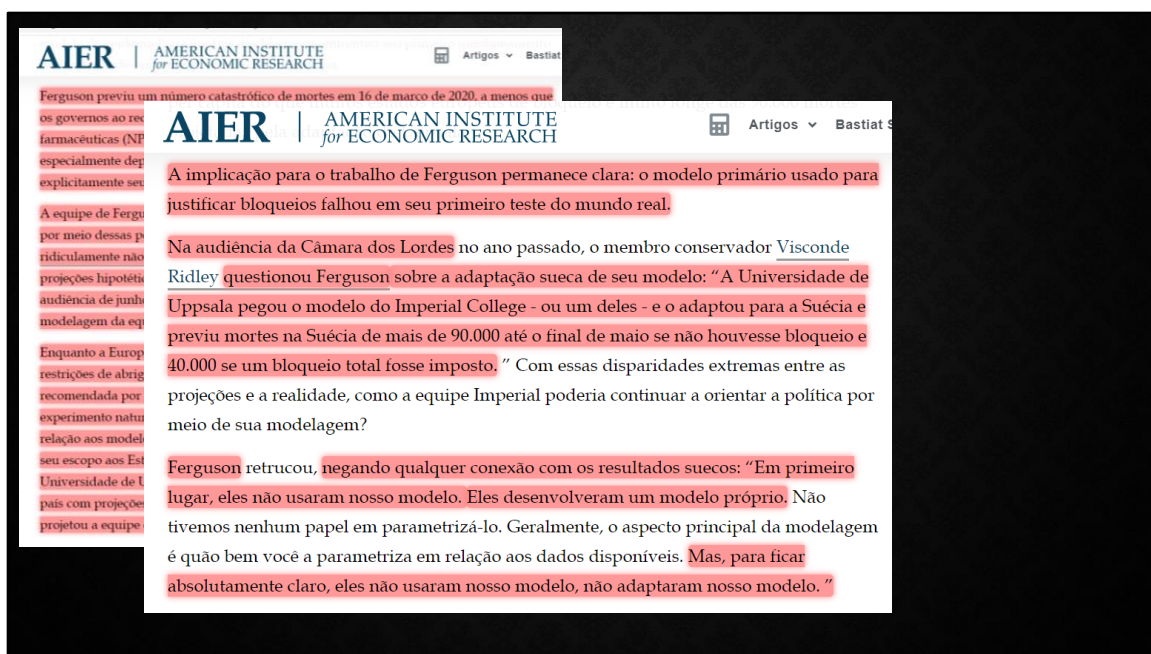 AIER | AMERICAN INSTITUTE
for ECONOMIC RESEARCH
Artigos Bastiat
Ferguson previu um número catastrófico de mortes em 16 de março de 2020, a menos que
os governos ao
farmacêuticas (NP
especialmente dep
explicitamente seu
A equipe de Fergu
por meio dessas
ridiculamente não
projeções
audiência de
modelagem da
Enquanto a Europ
restrições de abrig
recomendada por
experimento natur
relação aos
seu escopo aos Est
Universidade de
país com
projetou a equipe
AIER | AMERICAN INSTITUTE
for ECONOMIC RESEARCH
Artigos Bastiat S
A implicação para o trabalho de Ferguson permanece clara: o modelo primário usado para
justificar bloqueios falhou em seu primeiro teste do mundo real.
Na audiência da Câmara dos Lordes no ano passado, o membro conservador Visconde
Ridley questionou Ferguson sobre a adaptação sueca de seu modelo: “A Universidade de
Uppsala pegou o modelo do Imperial College - ou um deles - e o adaptou para a Suécia e
previu mortes na Suécia de mais de 90.000 até o final de maio se não houvesse bloqueio e
40.000 se um bloqueio total fosse imposto. ” Com essas disparidades extremas entre as
projeções e a realidade, como a equipe Imperial poderia continuar a orientar a política por
meio de sua modelagem?
Ferguson retrucou, negando qualquer conexão com os resultados suecos: “Em primeiro
lugar, eles não usaram nosso modelo. Eles desenvolveram um modelo próprio. Não
tivemos nenhum papel em parametrizá-lo. Geralmente, o aspecto principal da modelagem
é quão bem você a parametriza em relação aos dados disponíveis. Mas, para ficar
absolutamente claro, eles não usaram nosso modelo, não adaptaram nosso modelo. ”